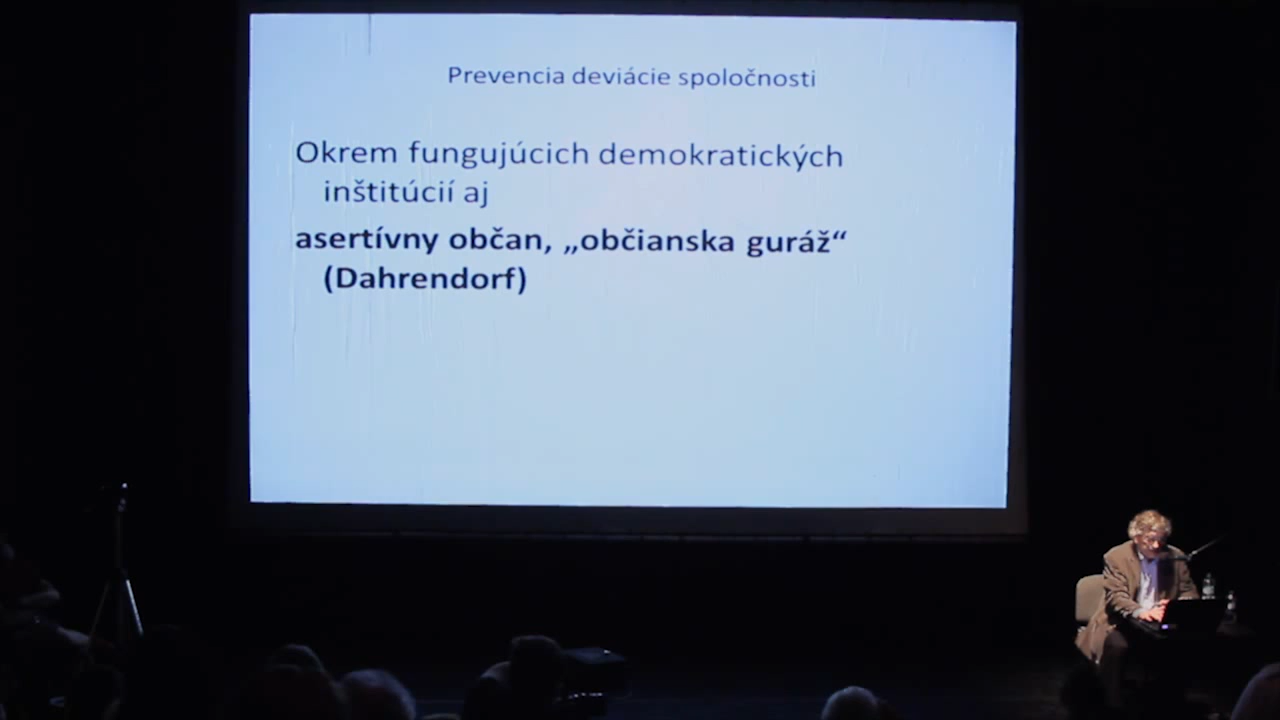 Prevencia deviácie spoločnosti
Okrem fungujúcich demokratických
inštitúcií aj
asertívny občan, „občianska guráž“
(Dahrendorf)